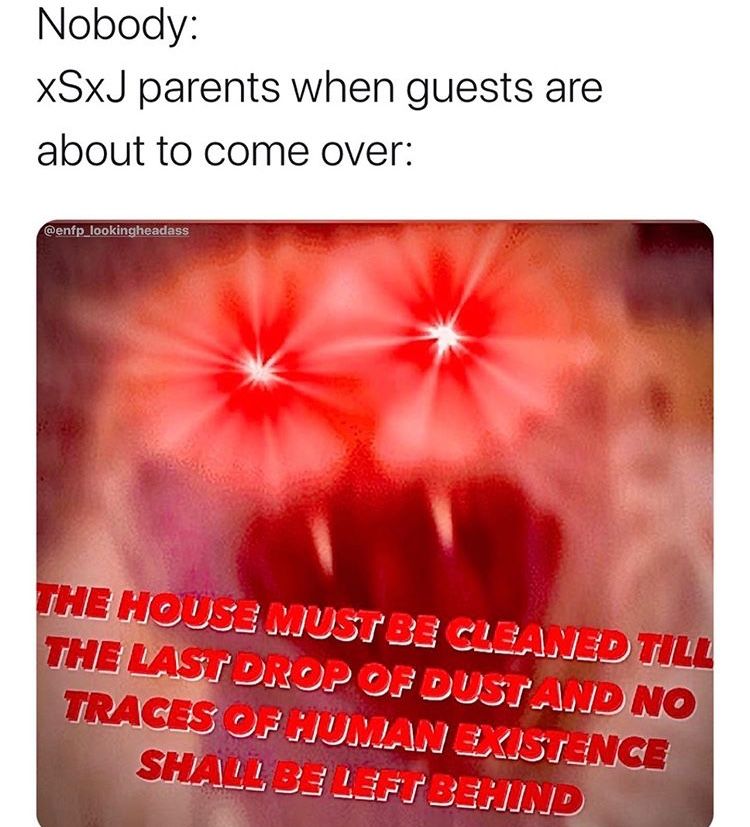 Nobody:
xSxJ parents when guests are
about to come over:
@enfp_lookingheadass
THE HOUSE MUST BE CLEANED TILL
THE LAST DROP OF DUST AND NO
TRACES OF HUMAN EXISTENCE
SHALL BE LEFT BEHIND